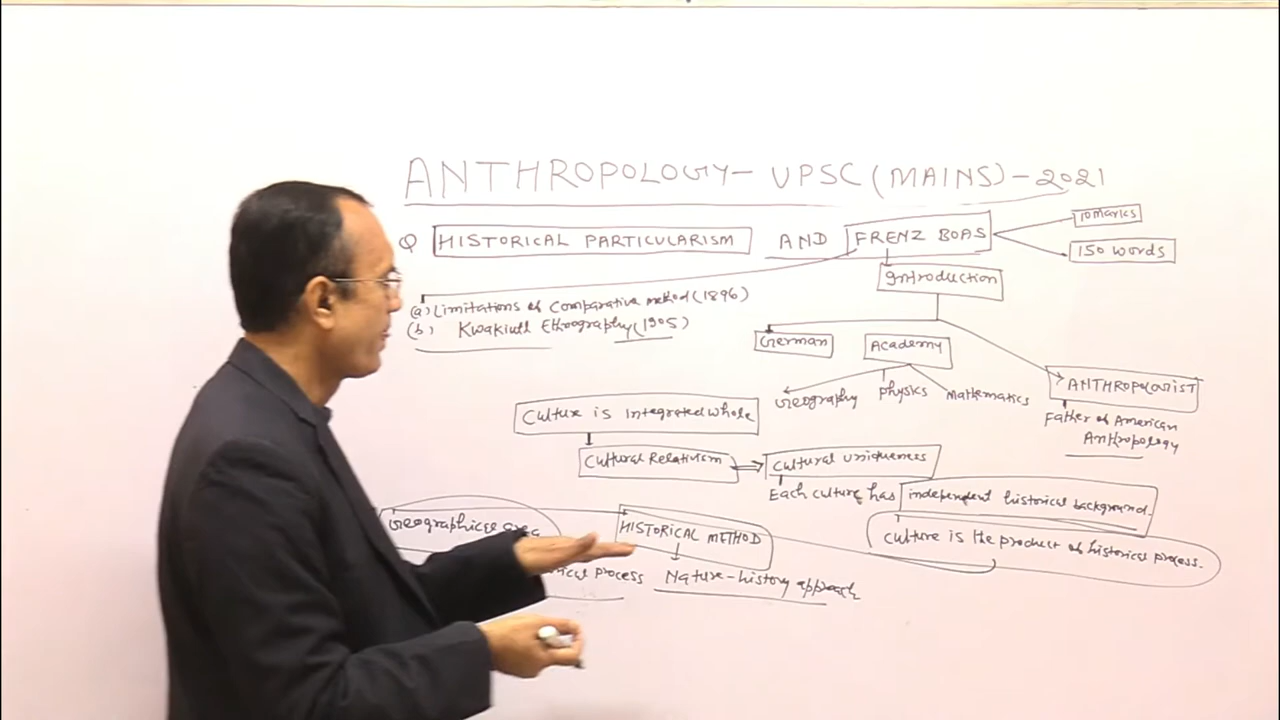 ANTHROPOLOGY - UPSC (MAINS) - 2021
Q HISTORICAL PARTICULARISM AND FRENZ BOAS
10 marks
150 words
Introduction
(a) Limitations of Comparative method (1896)
(b) Kwakiutl Ethography (1905)
German
Academy
ANTHROPOLOGIST
Geography Physics Mathematics
Father of American
Anthropology
Culture is Integrated whole
Cultural Relativism
Cultural uniqueness
Each culture has independent historical background.
Geographical area
HISTORICAL METHOD
culture is the product of historical process.
process
Nature-history approach